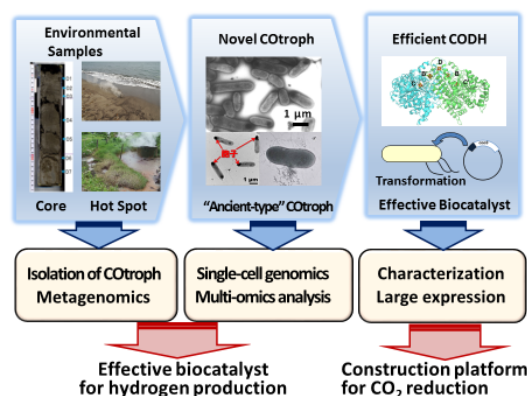 Environmental
Samples
Core
Hot Spot
Novel COtroph
1 μm
1 μm
"Ancient-type" COtroph
Efficient CODH
D
B
C
Transformation
Effective Biocatalyst
Isolation of COtroph
Metagenomics
Single-cell genomics
Multi-omics analysis
Characterization
Large expression
Effective biocatalyst
for hydrogen production
Construction platform
for CO₂ reduction